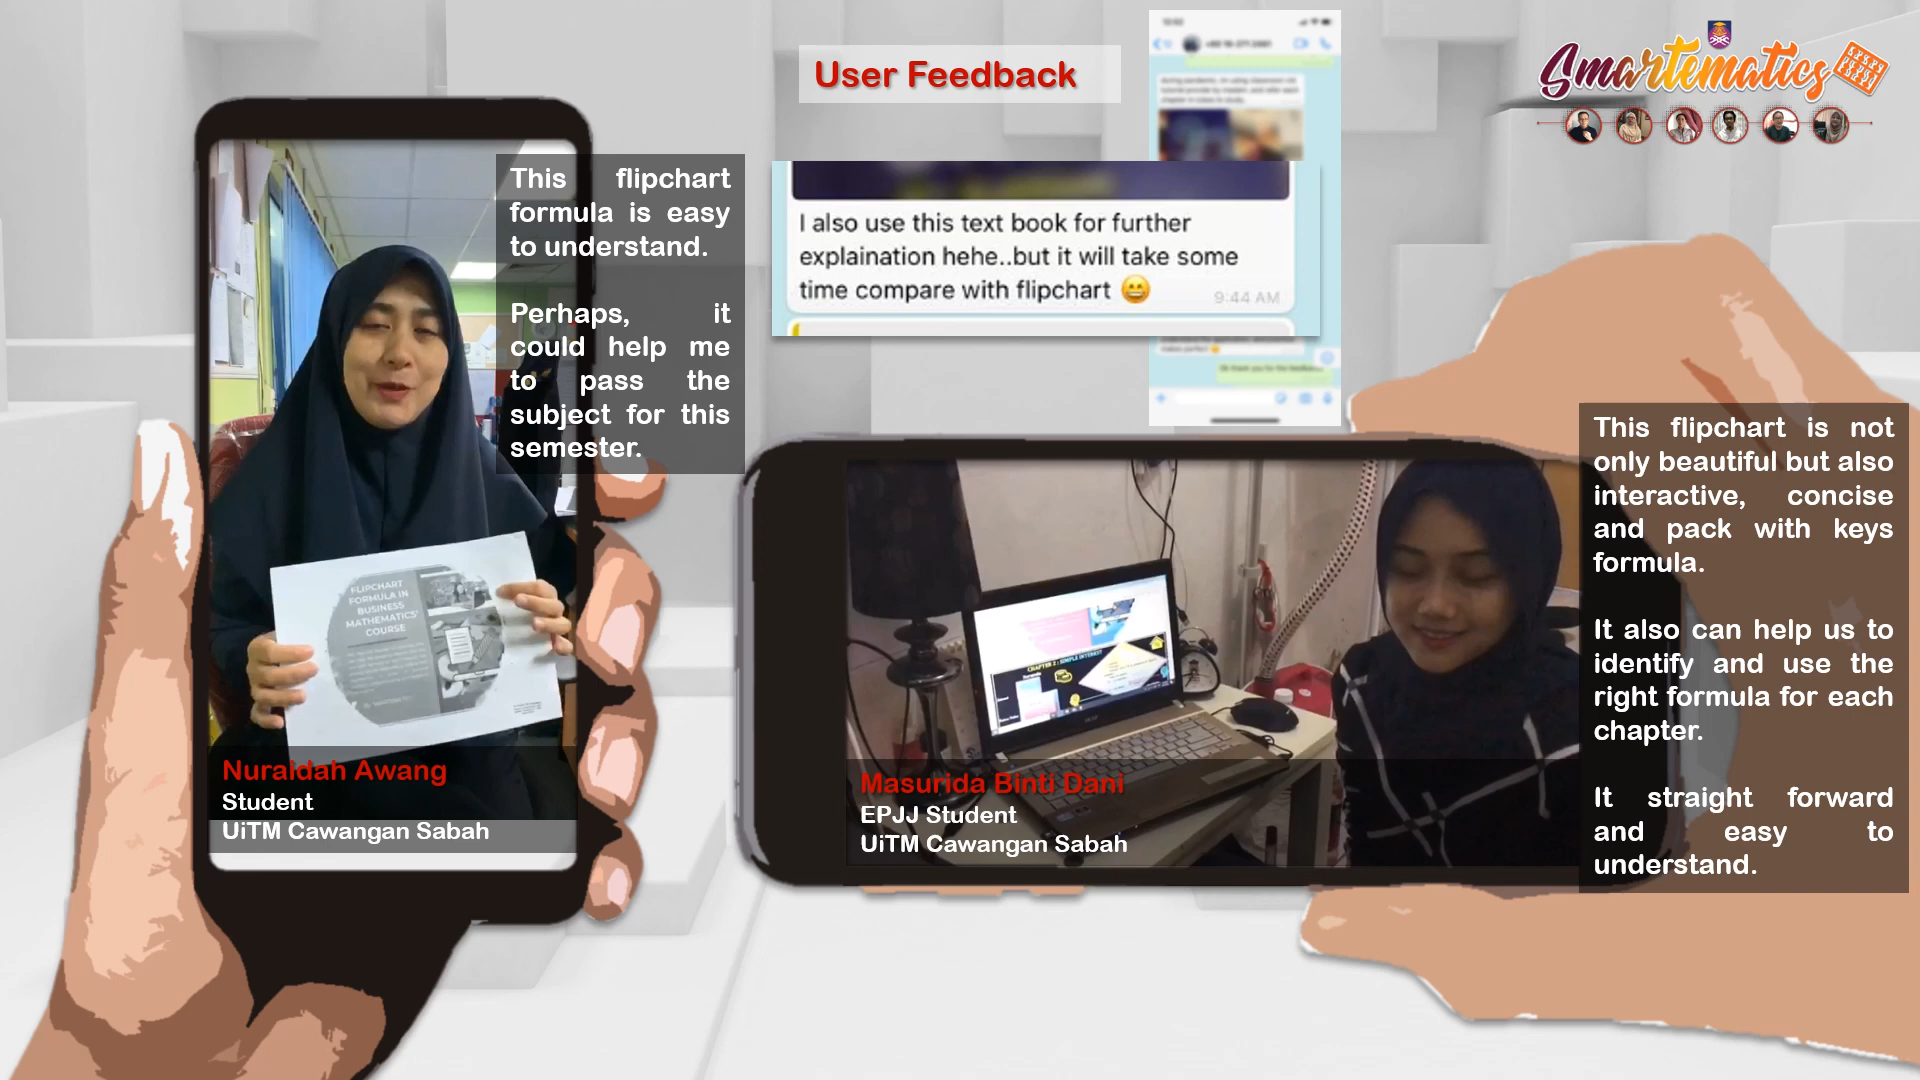 User Feedback
Smartematics
This flipchart
formula is easy
to understand.
Perhaps, it
could help me
to pass the
subject for this
semester.
I also use this text book for further
explaination hehe..but it will take some
time compare with flipchart 😄
9:44 AM
This flipchart is not
only beautiful but also
interactive, concise
and pack with keys
formula.
It also can help us to
identify and use the
right formula for each
chapter.
It straight forward
and easy to
understand.
FLIPCHART
FORMULA IN
BUSINESS
MATHEMATICS'
COURSE
CHAPTER 2 : SIMPLE INTEREST
Nuraidah Awang
Student
UiTM Cawangan Sabah
Masurida Binti Dani
EPJJ Student
UiTM Cawangan Sabah